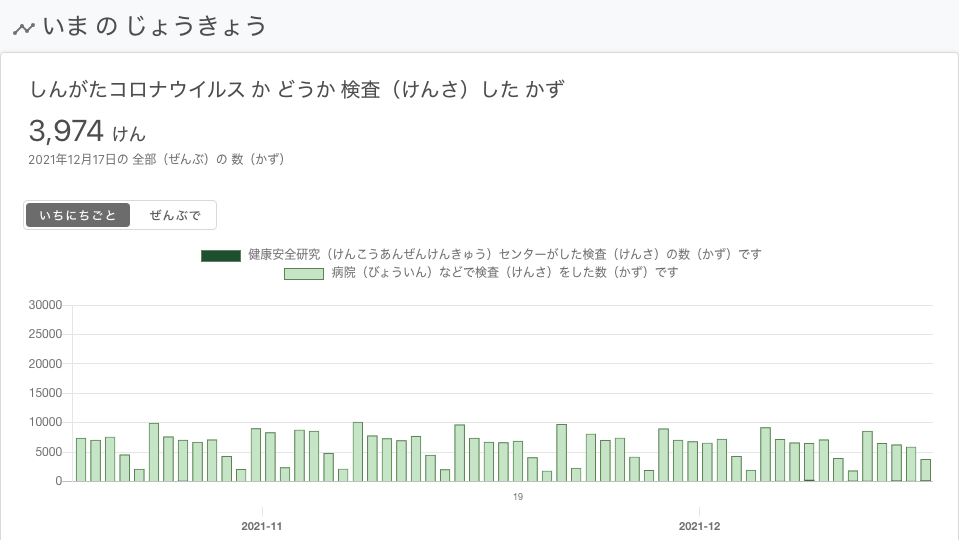 いま の じょうきょう
しんがたコロナウイルス か どうか 検査（けんさ）した かず
3,974 けん
2021年12月17日の 全部（ぜんぶ）の 数（かず）
いちにちごと ぜんぶで
健康安全研究（けんこうあんぜんけんきゅう）センターがした検査（けんさ）の数（かず）です
病院（びょういん）などで検査（けんさ）をした数（かず）です
30000
25000
20000
15000
10000
5000
0
19
2021-11 2021-12